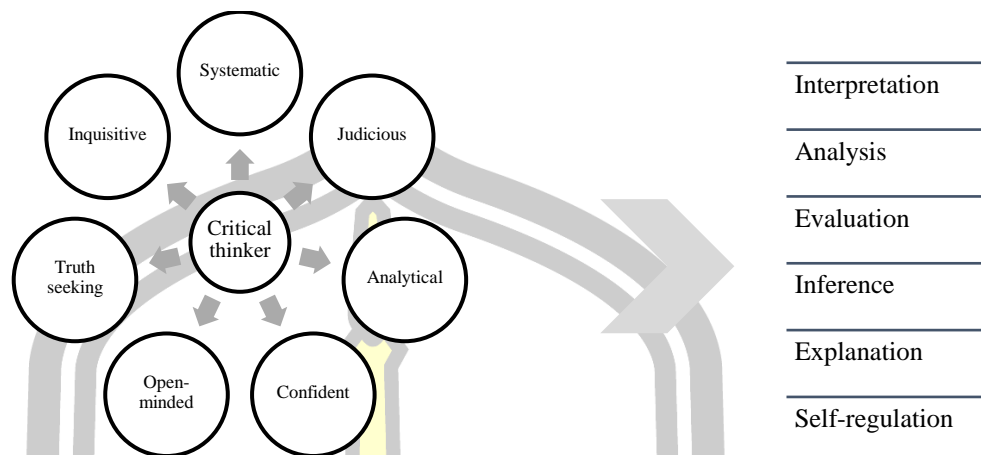 Systematic
Inquisitive
Judicious
Critical
thinker
Truth
seeking
Analytical
Open-
minded
Confident
Interpretation
Analysis
Evaluation
Inference
Explanation
Self-regulation